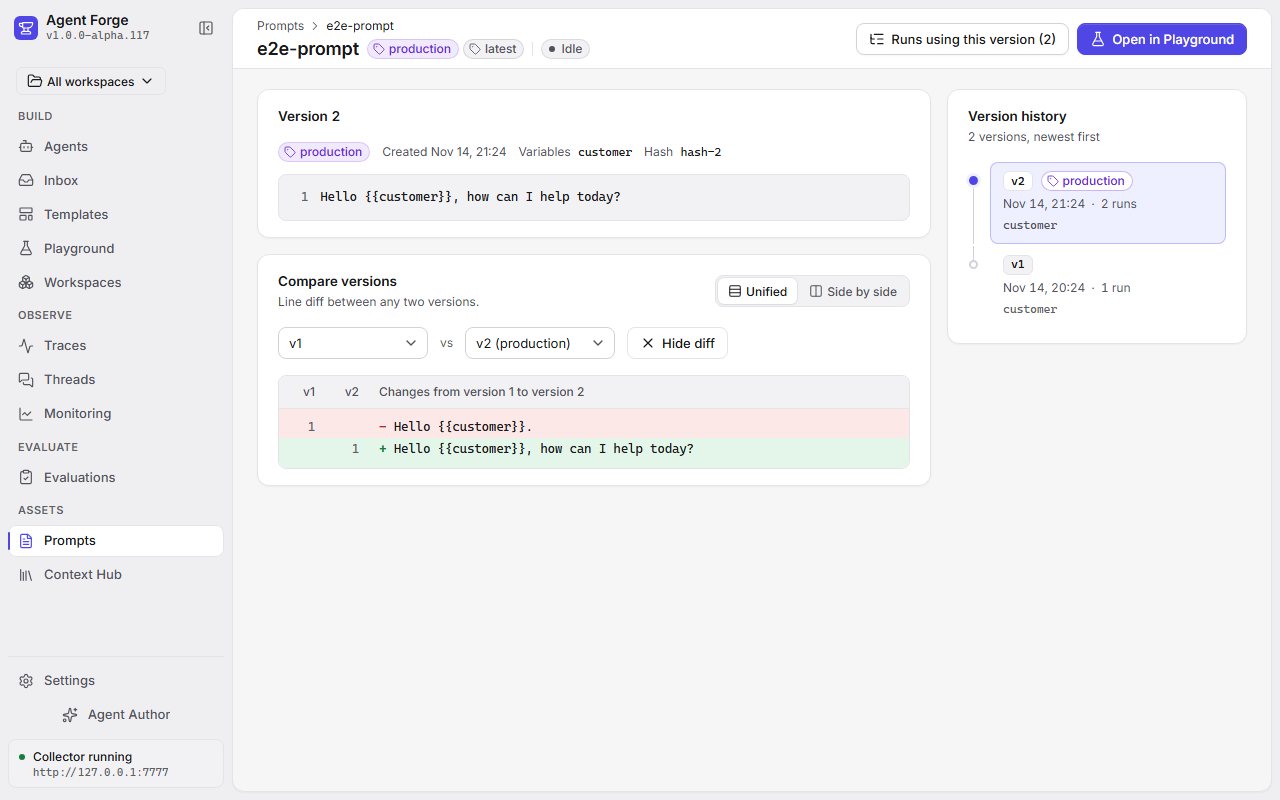 Agent Forge
v1.0.0-alpha.117
All workspaces
BUILD
Agents
Inbox
Templates
Playground
Workspaces
OBSERVE
Traces
Threads
Monitoring
EVALUATE
Evaluations
ASSETS
Prompts
Context Hub
Settings
Agent Author
Collector running
http://127.0.0.1:7777
Prompts > e2e-prompt
e2e-prompt production latest Idle
Runs using this version (2)
Open in Playground
Version 2
production Created Nov 14, 21:24 Variables customer Hash hash-2
1 Hello {{customer}}, how can I help today?
Compare versions
Line diff between any two versions.
Unified Side by side
v1 vs v2 (production) Hide diff
v1 v2 Changes from version 1 to version 2
1 - Hello {{customer}}.
1 + Hello {{customer}}, how can I help today?
Version history
2 versions, newest first
v2 production
Nov 14, 21:24 · 2 runs
customer
v1
Nov 14, 20:24 · 1 run
customer